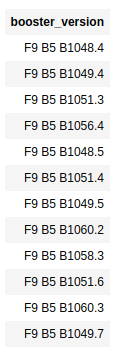 booster_version
F9 B5 B1048.4
F9 B5 B1049.4
F9 B5 B1051.3
F9 B5 B1056.4
F9 B5 B1048.5
F9 B5 B1051.4
F9 B5 B1049.5
F9 B5 B1060.2
F9 B5 B1058.3
F9 B5 B1051.6
F9 B5 B1060.3
F9 B5 B1049.7